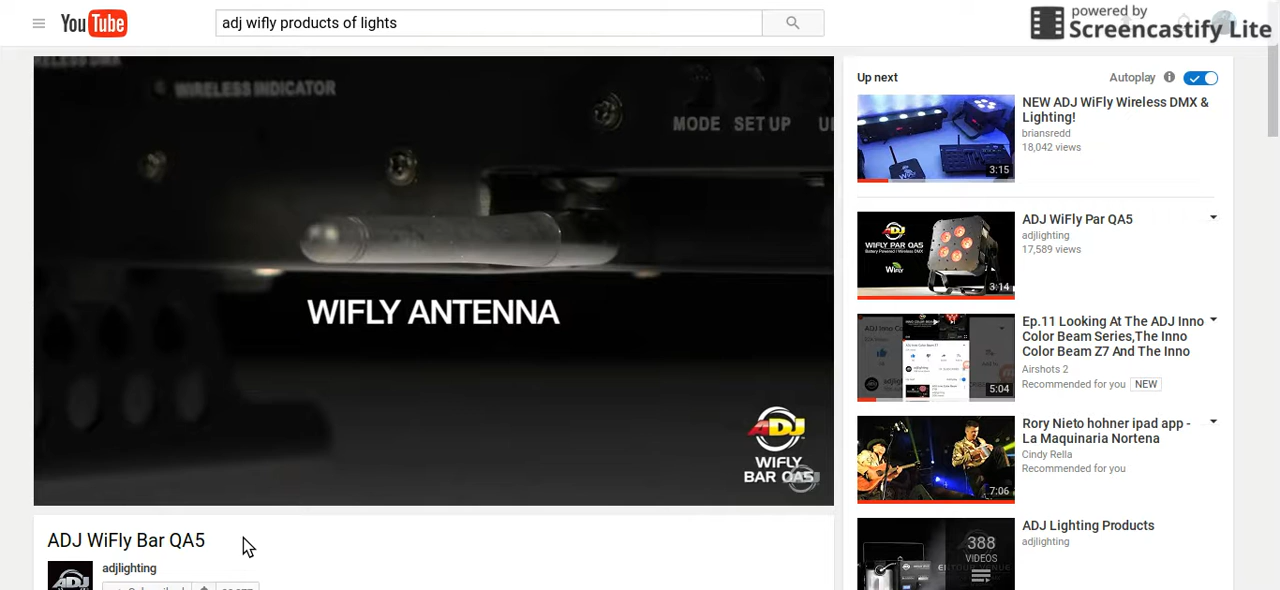 YouTube
adj wifly products of lights
powered by
Screencastify Lite
WIRELESS INDICATOR
MODE SET UP
WIFLY ANTENNA
ADJ
WIFLY
BAR QA5
ADJ WiFly Bar QA5
adjlighting
Up next
Autoplay
3:15
NEW ADJ WiFly Wireless DMX &
Lighting!
briansredd
18,042 views
ADJ
WIFLY PAR QA5
WiFLY
3:14
ADJ WiFly Par QA5
adjlighting
17,589 views
5:04
Ep.11 Looking At The ADJ Inno
Color Beam Series,The Inno
Color Beam Z7 And The Inno
Airshots 2
Recommended for you NEW
7:06
Rory Nieto hohner ipad app -
La Maquinaria Nortena
Cindy Rella
Recommended for you
388
VIDEOS
ADJ Lighting Products
adjlighting